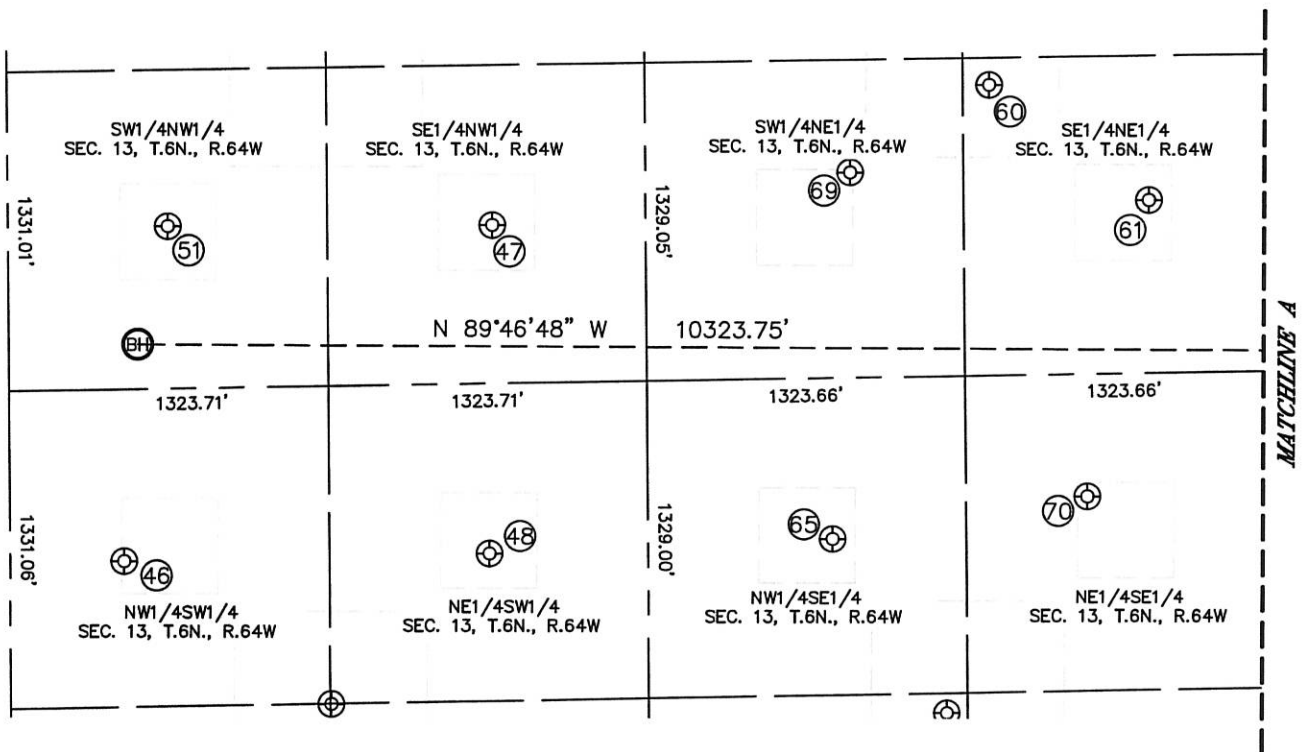 60
SW1/4NW1/4
SEC. 13, T.6N., R.64W
SE1/4NW1/4
SEC. 13, T.6N., R.64W
SW1/4NE1/4
SEC. 13, T.6N., R.64W
SE1/4NE1/4
SEC. 13, T.6N., R.64W
1331.01'
51
47
1329.05'
69
61
BH
N 89°46'48" W
10323.75'
MATCHLINE A
1323.71'
1323.71'
1323.66'
1323.66'
1331.06'
46
48
1329.00'
65
70
NW1/4SW1/4
SEC. 13, T.6N., R.64W
NE1/4SW1/4
SEC. 13, T.6N., R.64W
NW1/4SE1/4
SEC. 13, T.6N., R.64W
NE1/4SE1/4
SEC. 13, T.6N., R.64W